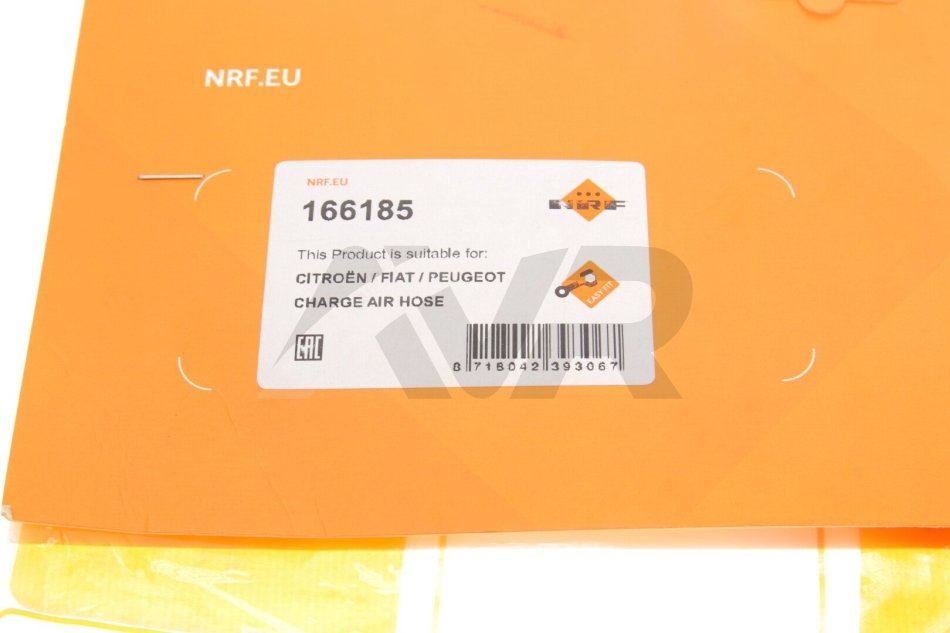 NRF.EU
NRF.EU
166185
NRF
This Product is suitable for:
CITROËN / FIAT / PEUGEOT
CHARGE AIR HOSE
EASY FIT
EAC
8 718042 393067